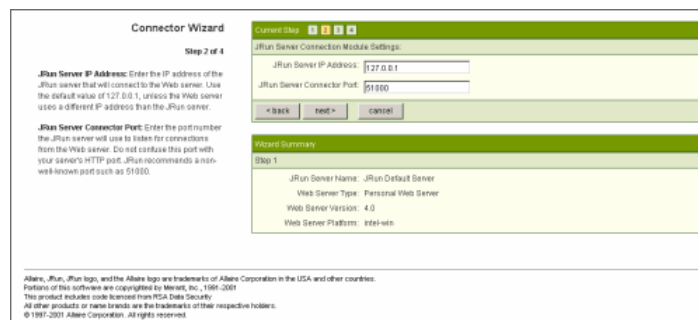 Connector Wizard
Step 2 of 4
JRun Server IP Address: Enter the IP address of the
JRun server that will connect to the Web server. Use
the default value of 127.0.0.1, unless the Web server
uses a different IP address than the JRun server.
JRun Server Connector Port: Enter the port number
the JRun server will use to listen for connections
from the Web server. Do not confuse this port with
your server's HTTP port. JRun recommends a non-
well-known port such as 51000.
Current Step 1 2 3 4
JRun Server Connection Module Settings:
JRun Server IP Address: 127.0.0.1
JRun Server Connector Port: 51000
< back next > cancel
Wizard Summary
Step 1
JRun Server Name: JRun Default Server
Web Server Type: Personal Web Server
Web Server Version: 4.0
Web Server Platform: intel-win
Allaire, JRun, JRun logo, and the Allaire logo are trademarks of Allaire Corporation in the USA and other countries.
Portions of this software are copyrighted by Merant, Inc., 1991-2001
This product includes code licensed from RSA Data Security
All other products or name brands are the trademarks of their respective holders.
© 1997-2001 Allaire Corporation. All rights reserved.